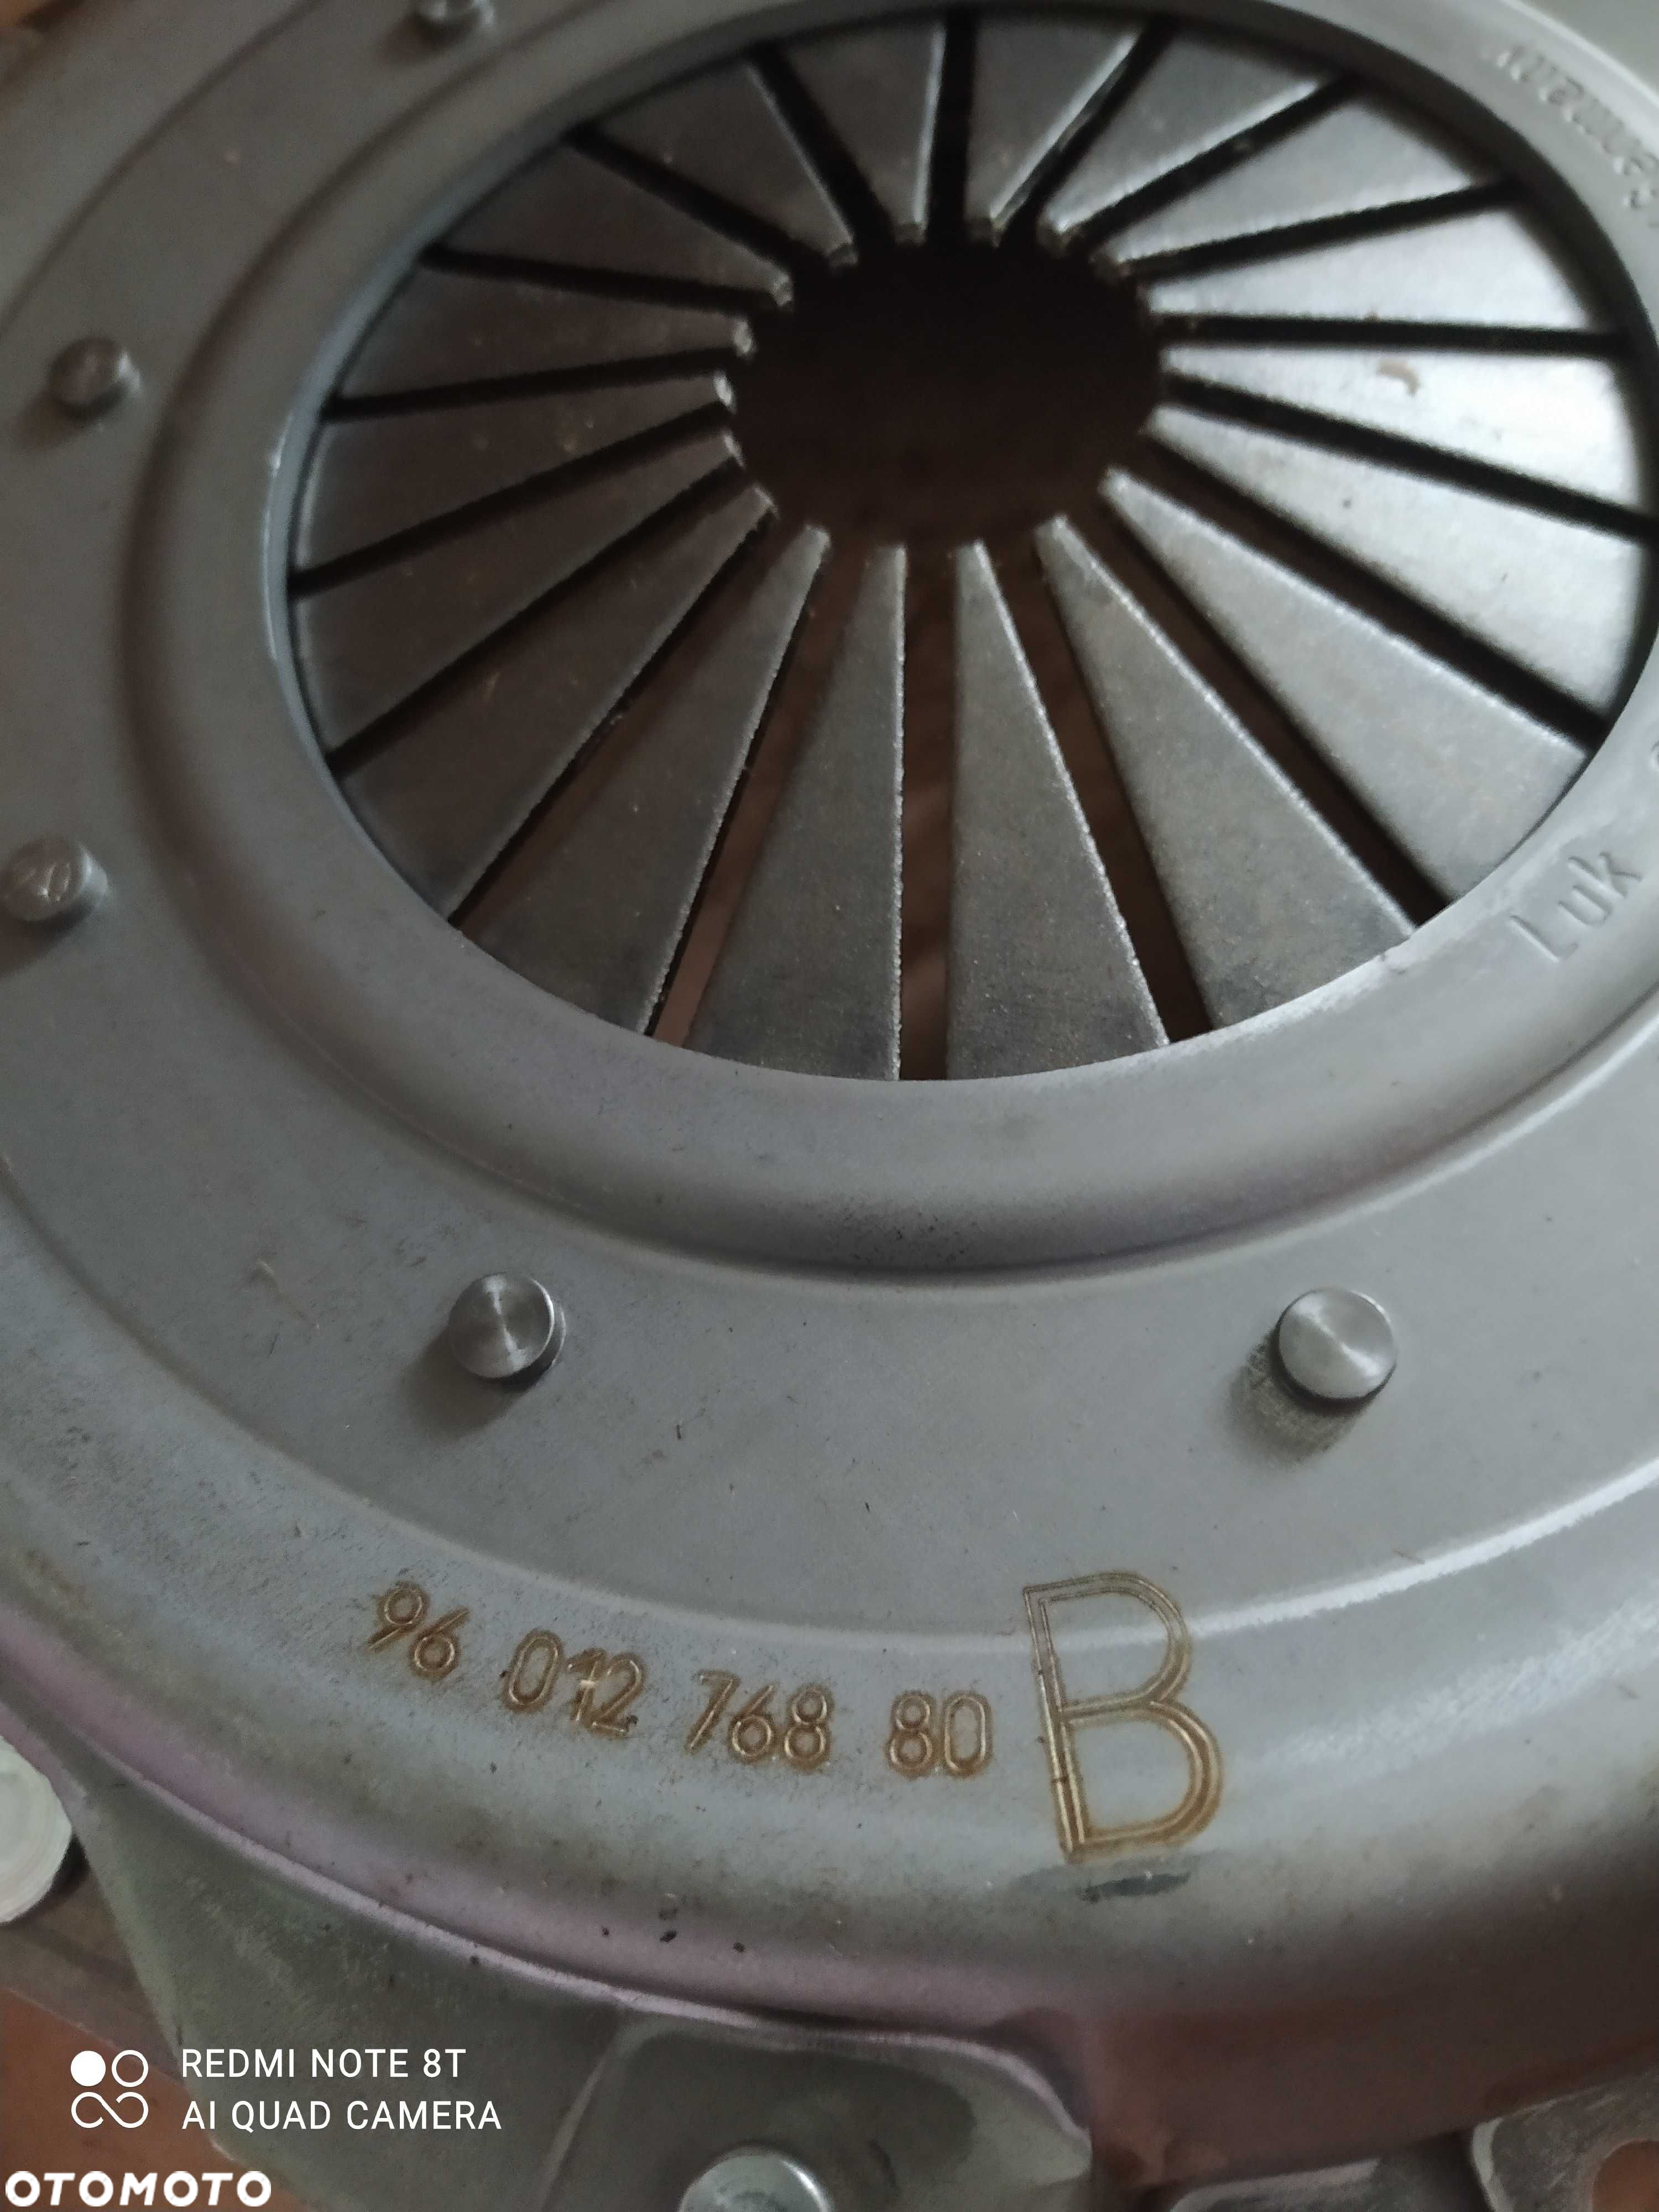 Luk
96 012 768 80 B
REDMI NOTE 8T
AI QUAD CAMERA
OTOMOTO